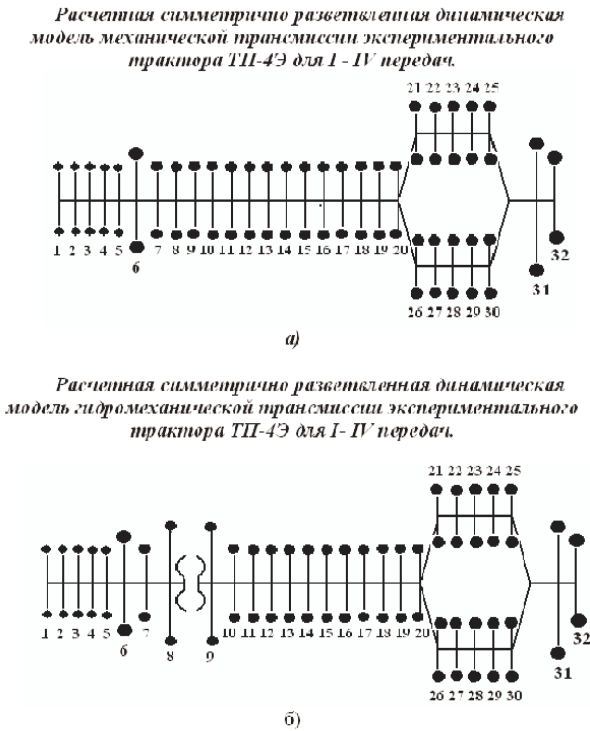 Расчетная симметрично разветвленная динамическая
модель механической трансмиссии экспериментального
трактора ТП-4Э для I - IV передач.
21 22 23 24 25
1 2 3 4 5 6 7 8 9 10 11 12 13 14 15 16 17 18 19 20
31 32
26 27 28 29 30
а)
Расчетная симметрично разветвленная динамическая
модель гидромеханической трансмиссии экспериментального
трактора ТП-4Э для I- IV передач.
21 22 23 24 25
1 2 3 4 5 6 7 8 9 10 11 12 13 14 15 16 17 18 19 20
31 32
26 27 28 29 30
б)